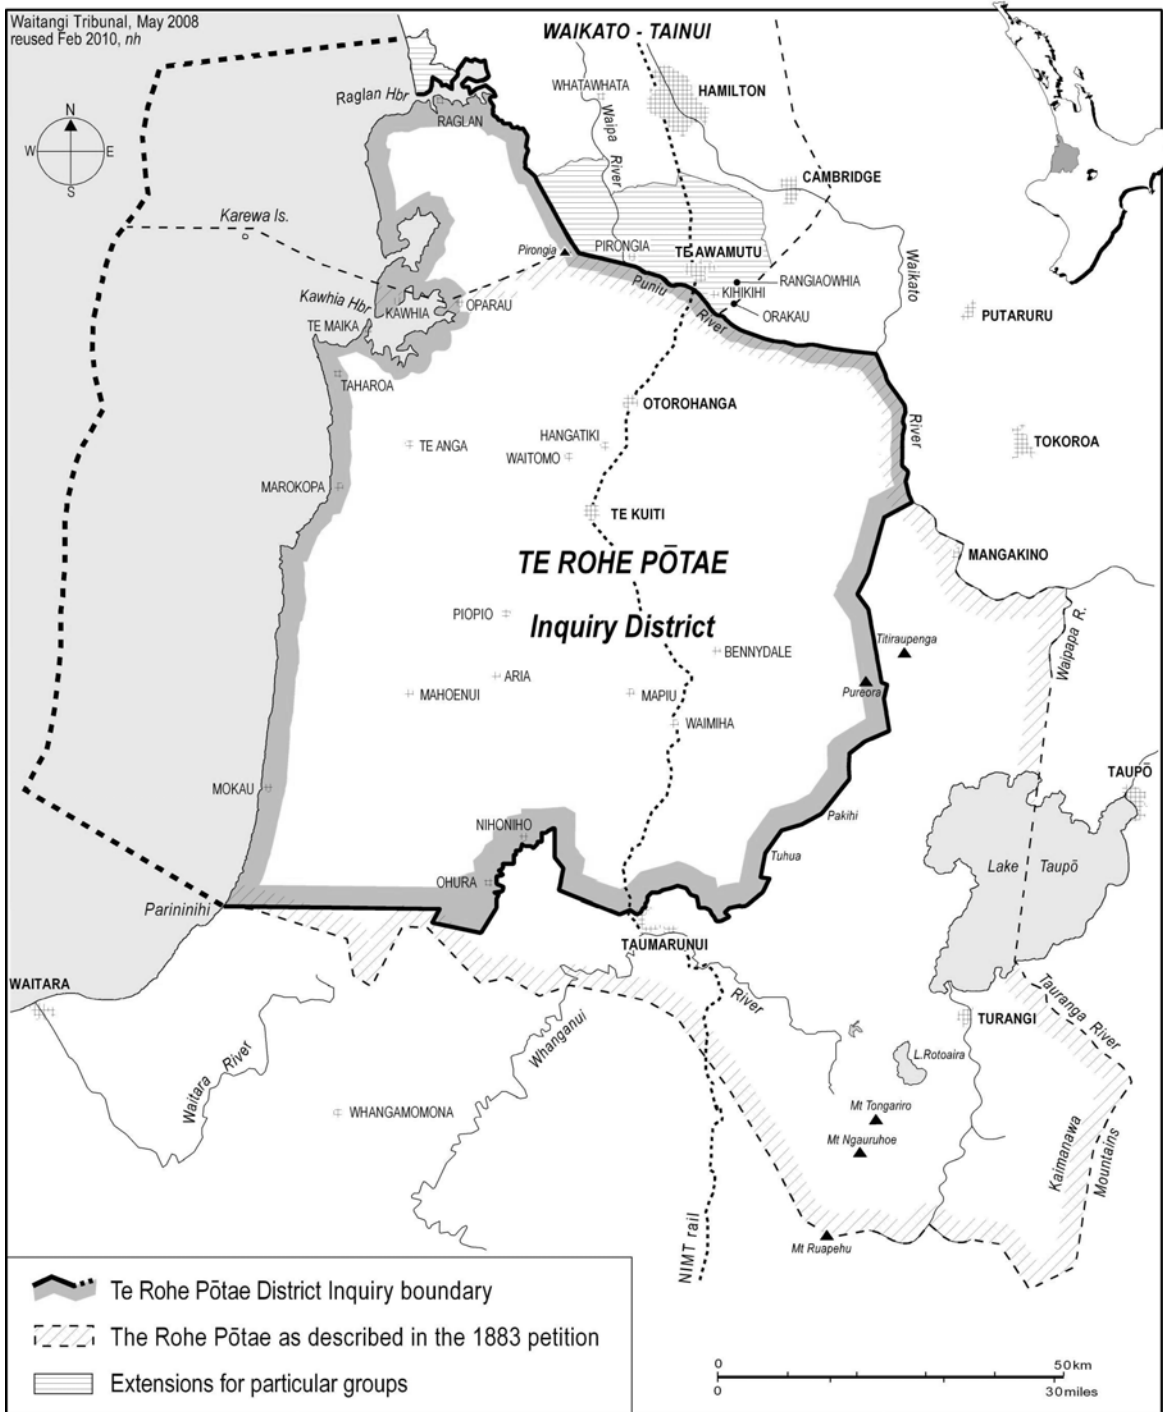 Waitangi Tribunal, May 2008
reused Feb 2010, nh
WAIKATO - TAINUI
WHATAWHATA
HAMILTON
Raglan Hbr
RAGLAN
Waipa River
N
W E
S
CAMBRIDGE
Karewa Is.
Pirongia
PIRONGIA
TE AWAMUTU
RANGIAOWHIA
Waikato River
Puniu River
KIHIKIHI
ORAKAU
Kawhia Hbr
KAWHIA
OPARAU
PUTARURU
TE MAIKA
TAHAROA
OTOROHANGA
TE ANGA
HANGATIKI
WAITOMO
TOKOROA
MAROKOPA
TE KUITI
TE ROHE PŌTAE
Inquiry District
MANGAKINO
PIOPIO
BENNYDALE
Titiraupenga
Waipapa R.
ARIA
MAHOENUI
MAPIU
Pureora
WAIMIHA
TAUPŌ
MOKAU
NIHONIHO
Pakihi
Tuhua
Lake Taupō
OHURA
Parininihi
TAUMARUNUI
WAITARA
Whanganui River
TURANGI
Tauranga River
Waitara River
L.Rotoaira
WHANGAMOMONA
Mt Tongariro
Mt Ngauruhoe
Kaimanawa Mountains
Mt Ruapehu
NIMT rail
Te Rohe Pōtae District Inquiry boundary
The Rohe Pōtae as described in the 1883 petition
Extensions for particular groups
0 50km
0 30miles